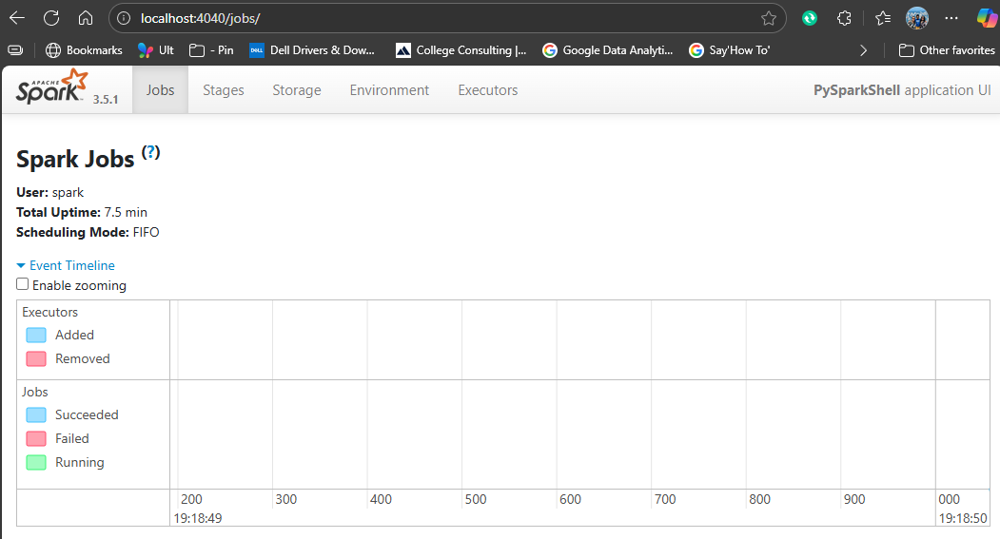 localhost:4040/jobs/
Bookmarks Ult - Pin DELL Dell Drivers & Dow... College Consulting |... Google Data Analyti... Say'How To' Other favorites
APACHE Spark™ 3.5.1 Jobs Stages Storage Environment Executors PySparkShell application UI
Spark Jobs (?)
User: spark
Total Uptime: 7.5 min
Scheduling Mode: FIFO
Event Timeline
Enable zooming
Executors
Added
Removed
Jobs
Succeeded
Failed
Running
200 300 400 500 600 700 800 900 000
19:18:49 19:18:50